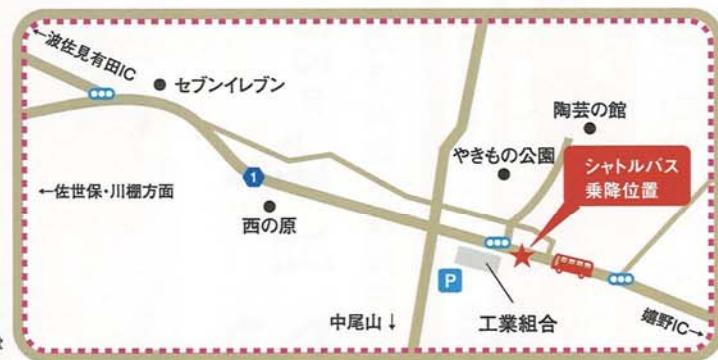 ←波佐見有田IC
セブンイレブン
陶芸の館
やきもの公園
シャトルバス
乗降位置
←佐世保・川棚方面
1
西の原
P
中尾山↓
工業組合
嬉野IC→